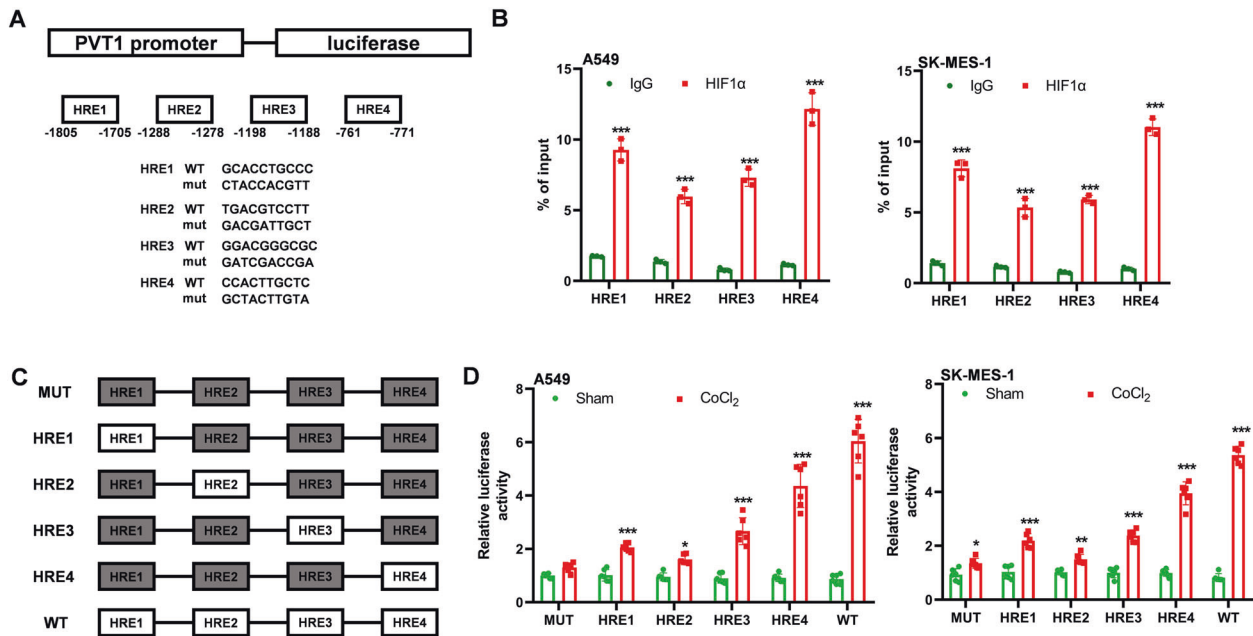 A
PVT1 promoter luciferase
HRE1 HRE2 HRE3 HRE4
-1805 -1705 -1288 -1278 -1198 -1188 -761 -771
HRE1 WT GCACCTGCCC
mut CTACCACGTT
HRE2 WT TGACGTCCTT
mut GACGATTGCT
HRE3 WT GGACGGGCGC
mut GATCGACCGA
HRE4 WT CCACTTGCTC
mut GCTACTTGTA
B
A549
IgG HIF1α
% of input
15
10
5
0
*** *** *** ***
HRE1 HRE2 HRE3 HRE4
SK-MES-1
IgG HIF1α
% of input
15
10
5
0
*** *** *** ***
HRE1 HRE2 HRE3 HRE4
C
MUT HRE1 HRE2 HRE3 HRE4
HRE1 HRE1 HRE2 HRE3 HRE4
HRE2 HRE1 HRE2 HRE3 HRE4
HRE3 HRE1 HRE2 HRE3 HRE4
HRE4 HRE1 HRE2 HRE3 HRE4
WT HRE1 HRE2 HRE3 HRE4
D
A549
Sham CoCl2
Relative luciferase
activity
8
6
4
2
0
*** * *** *** ***
MUT HRE1 HRE2 HRE3 HRE4 WT
SK-MES-1
Sham CoCl2
Relative luciferase
activity
8
6
4
2
0
* *** ** *** *** ***
MUT HRE1 HRE2 HRE3 HRE4 WT